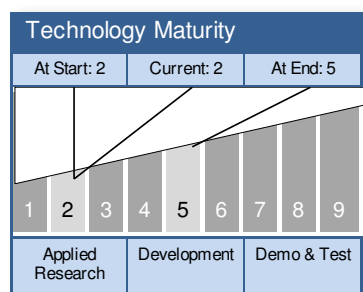 Technology Maturity
At Start: 2 Current: 2 At End: 5
1 2 3 4 5 6 7 8 9
Applied Development Demo & Test
Research